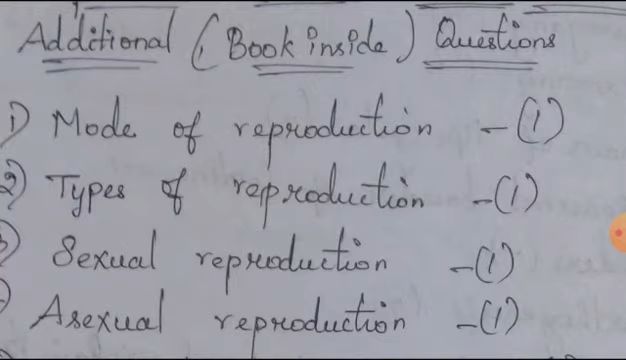 Additional (Book inside) Questions
1) Mode of reproduction - (1)
2) Types of reproduction - (1)
3) Sexual reproduction - (1)
Asexual reproduction - (1)